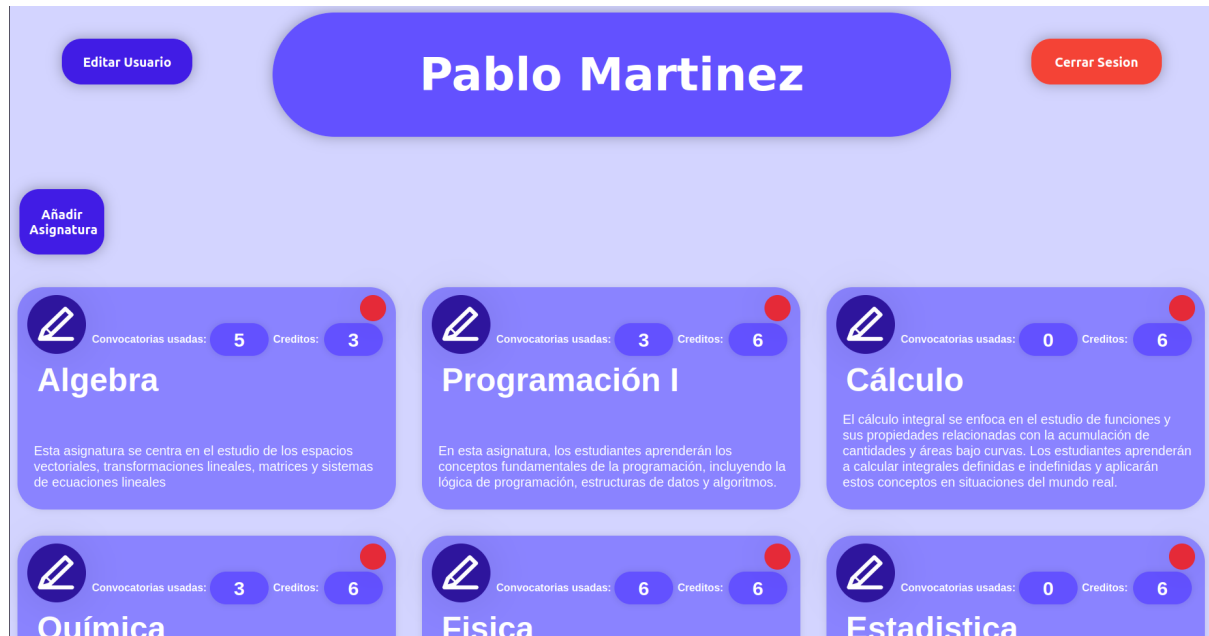 Editar Usuario
Pablo Martinez
Cerrar Sesion
Añadir
Asignatura
Convocatorias usadas: 5 Creditos: 3
Algebra
Esta asignatura se centra en el estudio de los espacios
vectoriales, transformaciones lineales, matrices y sistemas
de ecuaciones lineales
Convocatorias usadas: 3 Creditos: 6
Programación I
En esta asignatura, los estudiantes aprenderán los
conceptos fundamentales de la programación, incluyendo la
lógica de programación, estructuras de datos y algoritmos.
Convocatorias usadas: 0 Creditos: 6
Cálculo
El cálculo integral se enfoca en el estudio de funciones y
sus propiedades relacionadas con la acumulación de
cantidades y áreas bajo curvas. Los estudiantes aprenderán
a calcular integrales definidas e indefinidas y aplicarán
estos conceptos en situaciones del mundo real.
Convocatorias usadas: 3 Creditos: 6
Química
Convocatorias usadas: 6 Creditos: 6
Fisica
Convocatorias usadas: 0 Creditos: 6
Estadistica